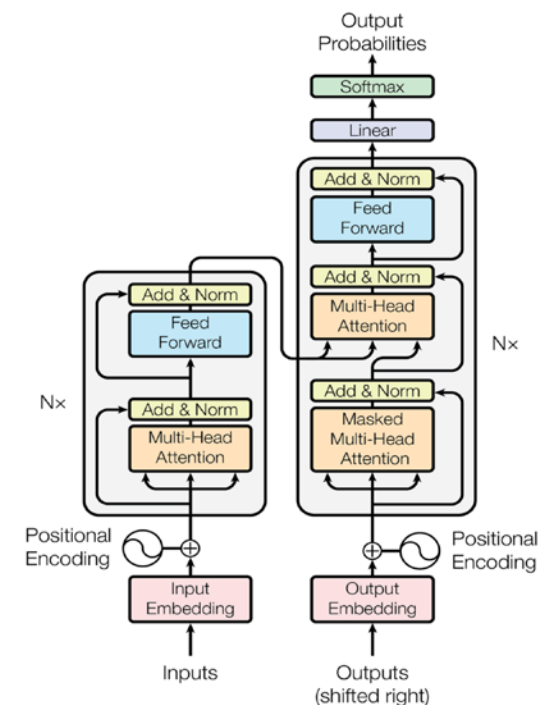 Output
Probabilities
Softmax
Linear
Add & Norm
Feed
Forward
Add & Norm
Multi-Head
Attention
Add & Norm
Masked
Multi-Head
Attention
N×
Add & Norm
Feed
Forward
Add & Norm
Multi-Head
Attention
N×
Positional
Encoding
Positional
Encoding
Input
Embedding
Output
Embedding
Inputs
Outputs
(shifted right)